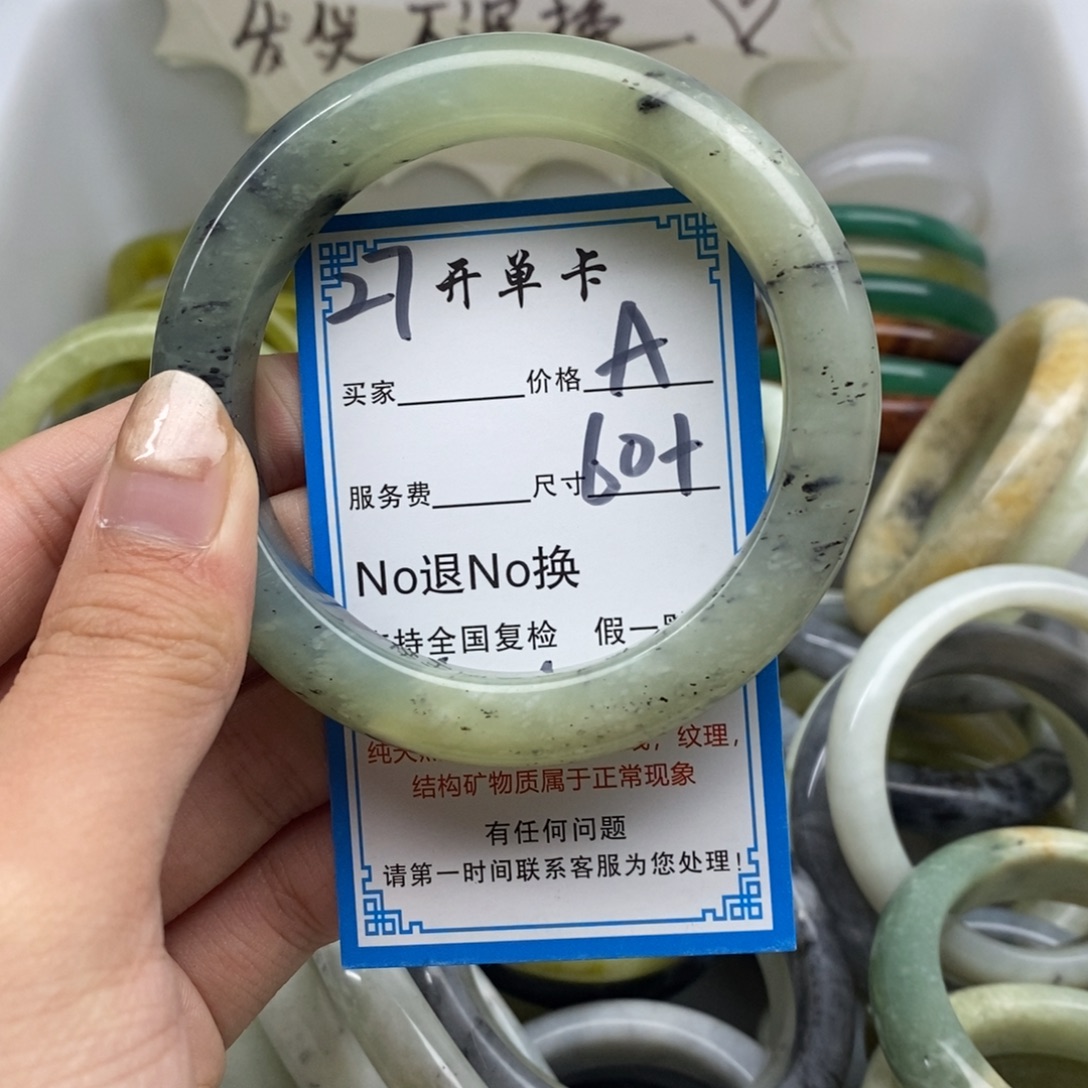 不退换
27 开单卡
买家 价格 A
服务费 尺寸 60+
No退No换
持全国复检 假一
纹理，
结构矿物质属于正常现象
有任何问题
请第一时间联系客服为您处理！